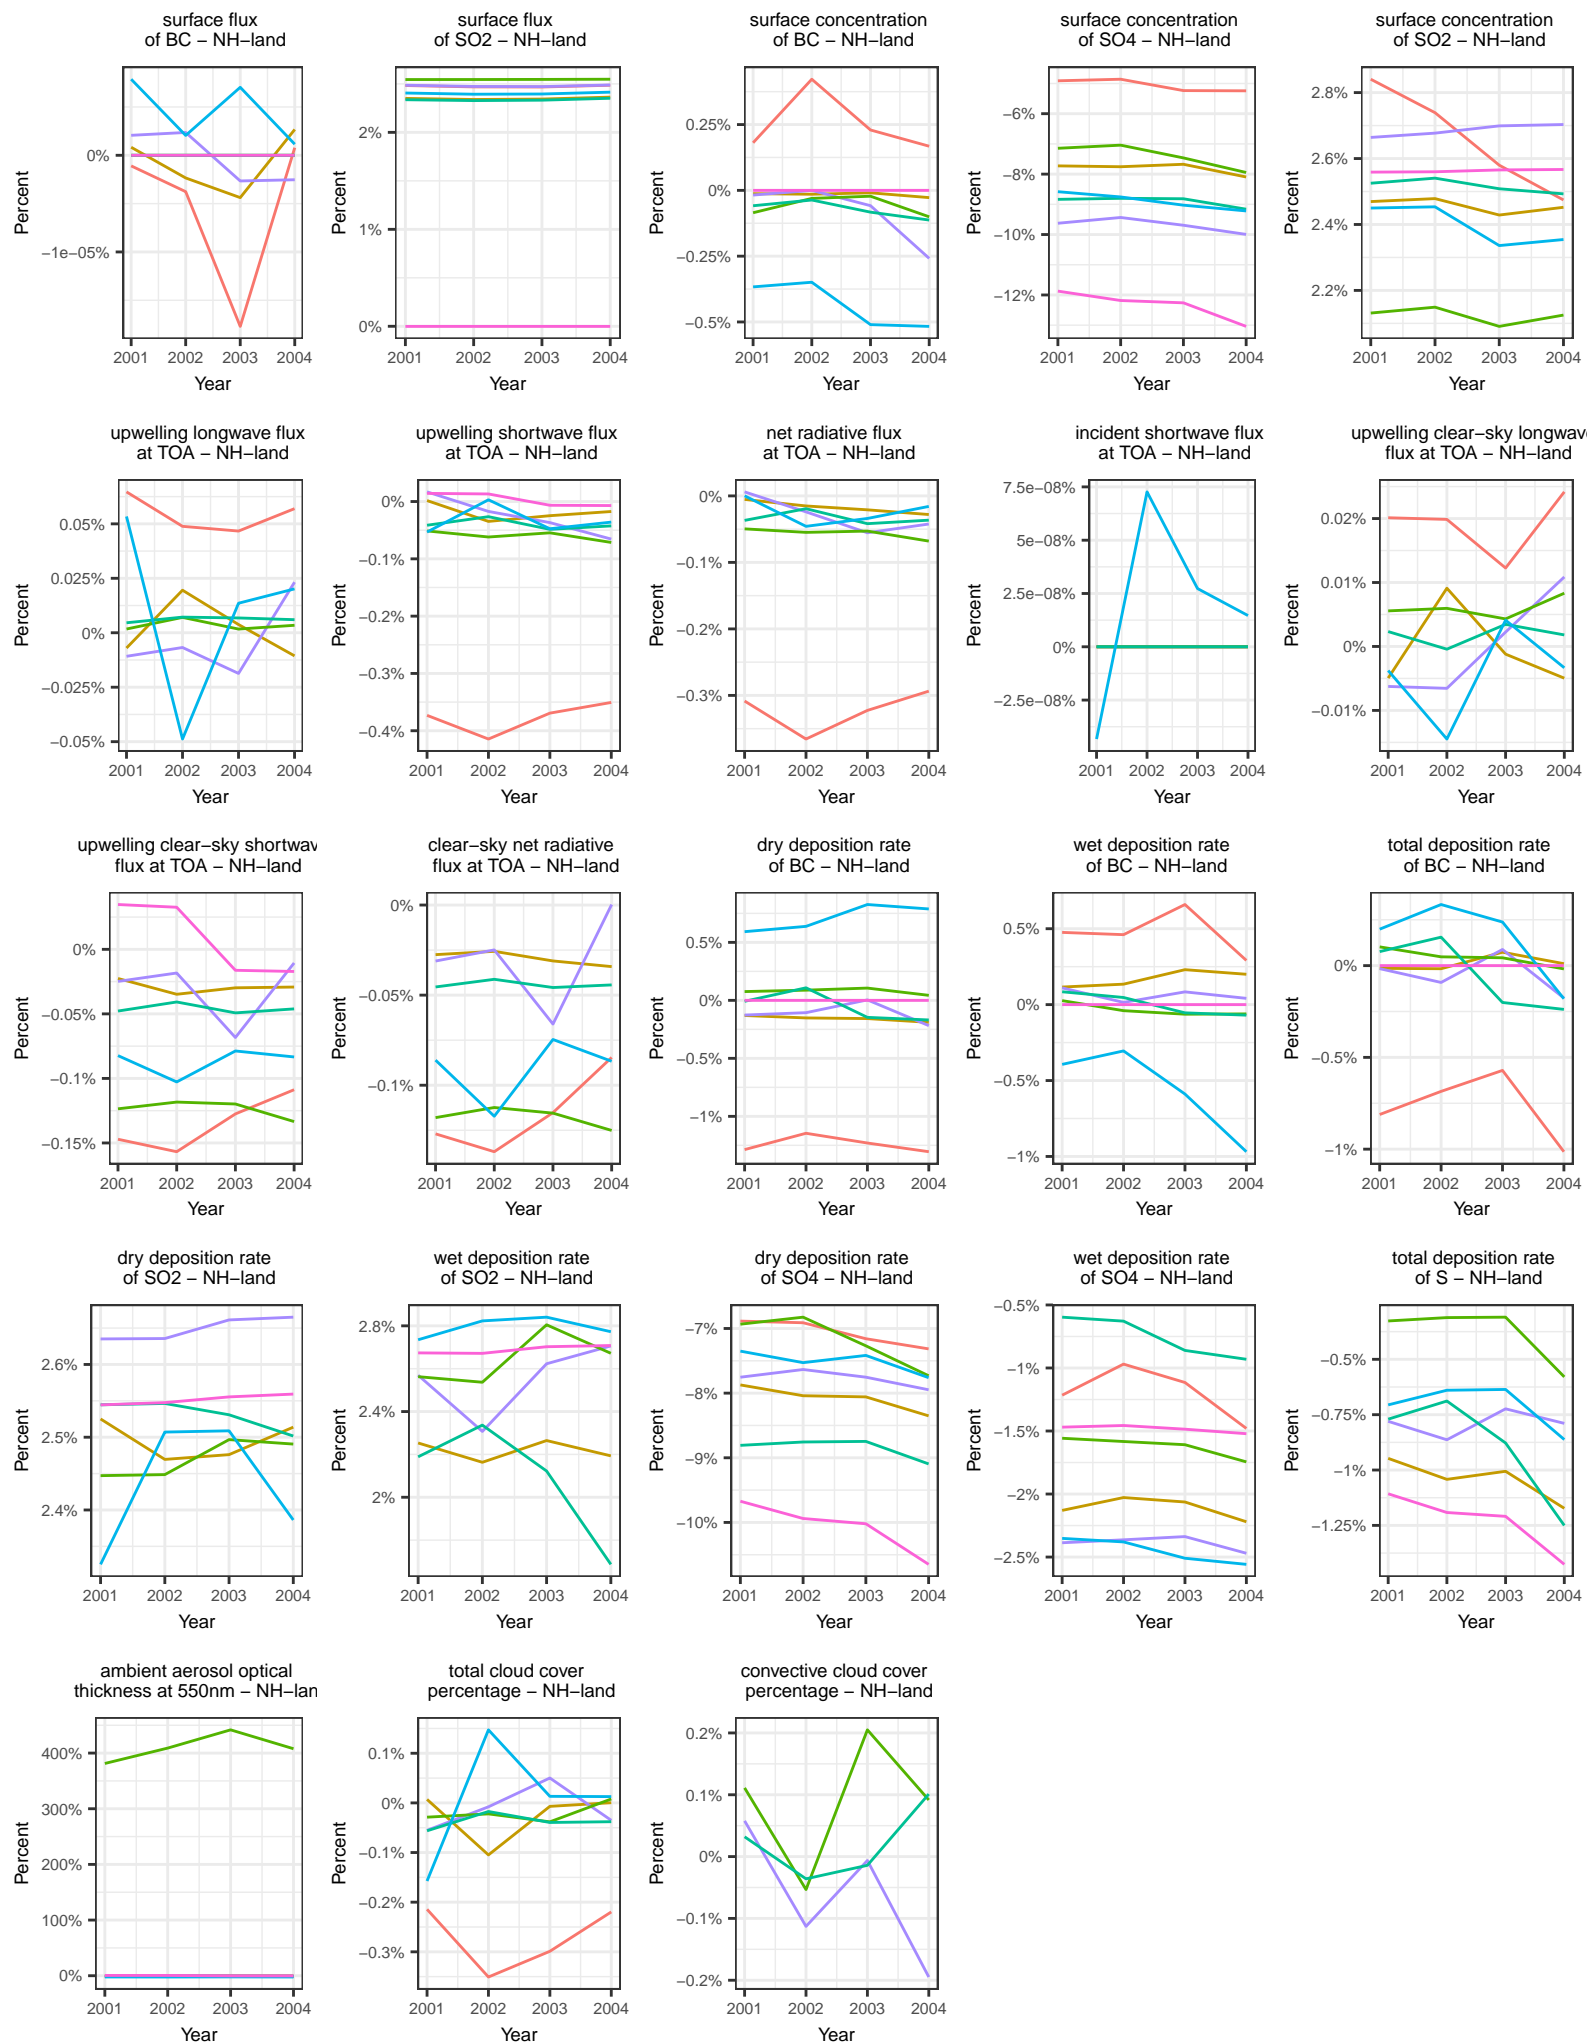 surface flux
of BC − NH−land
Percent
0%
−1e−05%
2001 2002 2003 2004
Year
surface flux
of SO2 − NH−land
Percent
2%
1%
0%
2001 2002 2003 2004
Year
surface concentration
of BC − NH−land
Percent
0.25%
0%
−0.25%
−0.5%
2001 2002 2003 2004
Year
surface concentration
of SO4 − NH−land
Percent
−6%
−8%
−10%
−12%
2001 2002 2003 2004
Year
surface concentration
of SO2 − NH−land
Percent
2.8%
2.6%
2.4%
2.2%
2001 2002 2003 2004
Year
upwelling longwave flux
at TOA − NH−land
Percent
0.05%
0.025%
0%
−0.025%
−0.05%
2001 2002 2003 2004
Year
upwelling shortwave flux
at TOA − NH−land
Percent
0%
−0.1%
−0.2%
−0.3%
−0.4%
2001 2002 2003 2004
Year
net radiative flux
at TOA − NH−land
Percent
0%
−0.1%
−0.2%
−0.3%
2001 2002 2003 2004
Year
incident shortwave flux
at TOA − NH−land
Percent
7.5e−08%
5e−08%
2.5e−08%
0%
−2.5e−08%
2001 2002 2003 2004
Year
upwelling clear−sky longwav
flux at TOA − NH−land
Percent
0.02%
0.01%
0%
−0.01%
2001 2002 2003 2004
Year
upwelling clear−sky shortwav
flux at TOA − NH−land
Percent
0%
−0.05%
−0.1%
−0.15%
2001 2002 2003 2004
Year
clear−sky net radiative
flux at TOA − NH−land
Percent
0%
−0.05%
−0.1%
2001 2002 2003 2004
Year
dry deposition rate
of BC − NH−land
Percent
0.5%
0%
−0.5%
−1%
2001 2002 2003 2004
Year
wet deposition rate
of BC − NH−land
Percent
0.5%
0%
−0.5%
−1%
2001 2002 2003 2004
Year
total deposition rate
of BC − NH−land
Percent
0%
−0.5%
−1%
2001 2002 2003 2004
Year
dry deposition rate
of SO2 − NH−land
Percent
2.6%
2.5%
2.4%
2001 2002 2003 2004
Year
wet deposition rate
of SO2 − NH−land
Percent
2.8%
2.4%
2%
2001 2002 2003 2004
Year
dry deposition rate
of SO4 − NH−land
Percent
−7%
−8%
−9%
−10%
2001 2002 2003 2004
Year
wet deposition rate
of SO4 − NH−land
Percent
−0.5%
−1%
−1.5%
−2%
−2.5%
2001 2002 2003 2004
Year
total deposition rate
of S − NH−land
Percent
−0.5%
−0.75%
−1%
−1.25%
2001 2002 2003 2004
Year
ambient aerosol optical
thickness at 550nm − NH−lan
Percent
400%
300%
200%
100%
0%
2001 2002 2003 2004
Year
total cloud cover
percentage − NH−land
Percent
0.1%
0%
−0.1%
−0.2%
−0.3%
2001 2002 2003 2004
Year
convective cloud cover
percentage − NH−land
Percent
0.2%
0.1%
0%
−0.1%
−0.2%
2001 2002 2003 2004
Year